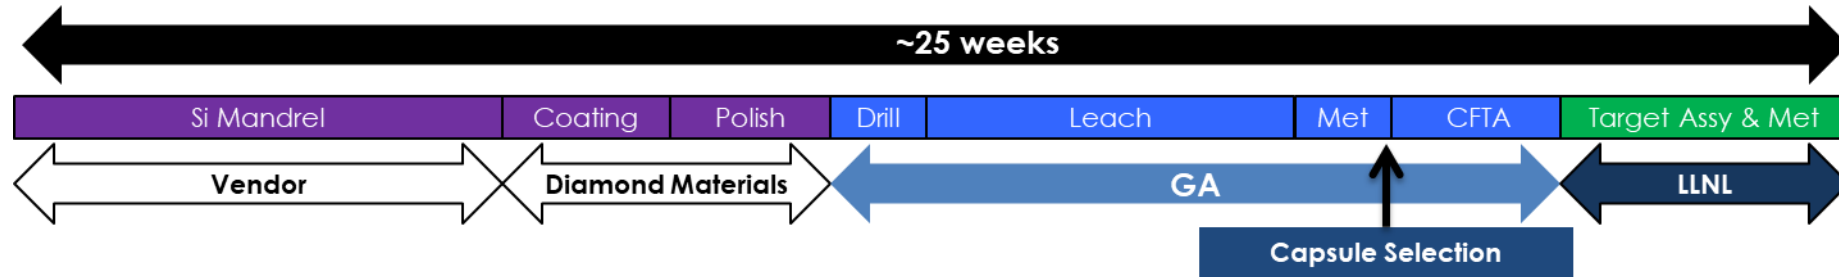 ~25 weeks
Si Mandrel Coating Polish Drill Leach Met CFTA Target Assy & Met
Vendor Diamond Materials GA LLNL
Capsule Selection